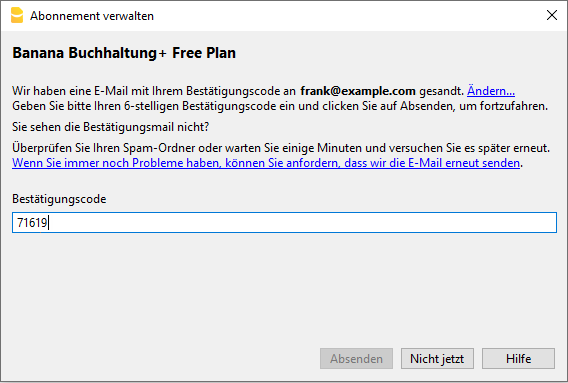 Abonnement verwalten
Banana Buchhaltung+ Free Plan
Wir haben eine E-Mail mit Ihrem Bestätigungscode an frank@example.com gesandt. Ändern...
Geben Sie bitte Ihren 6-stelligen Bestätigungscode ein und clicken Sie auf Absenden, um fortzufahren.
Sie sehen die Bestätigungsmail nicht?
Überprüfen Sie Ihren Spam-Ordner oder warten Sie einige Minuten und versuchen Sie es später erneut.
Wenn Sie immer noch Probleme haben, können Sie anfordern, dass wir die E-Mail erneut senden.
Bestätigungscode
71619
Absenden Nicht jetzt Hilfe